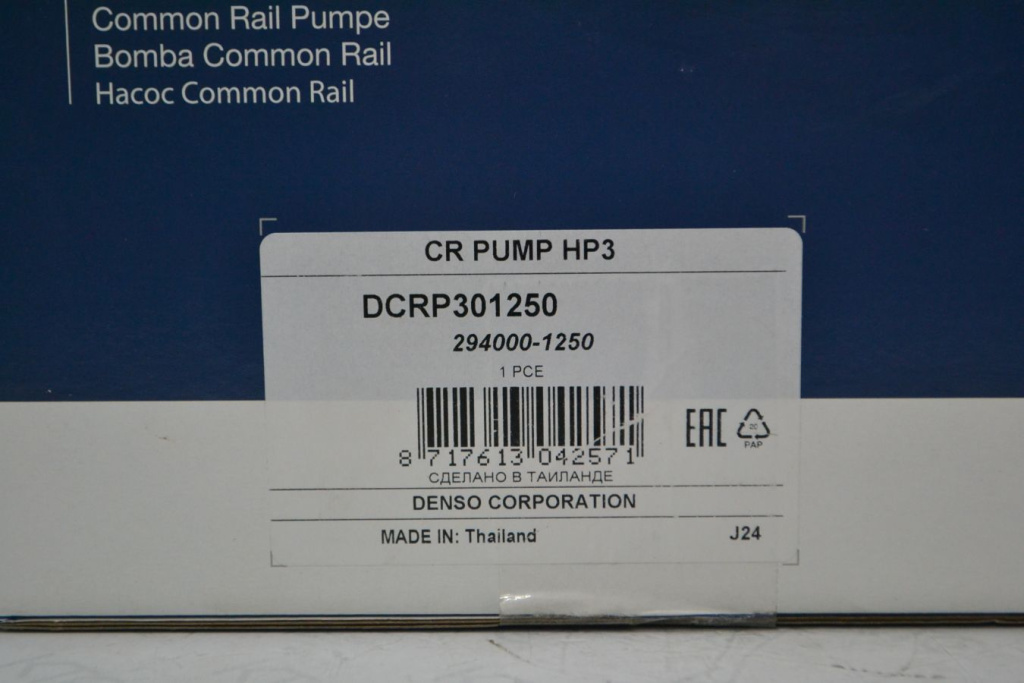 Common Rail Pumpe
Bomba Common Rail
Насос Common Rail
CR PUMP HP3
DCRP301250
294000-1250
1 PCE
8 717613 042571
СДЕЛАНО В ТАИЛАНДЕ
EAC
20
PAP
DENSO CORPORATION
MADE IN: Thailand
J24